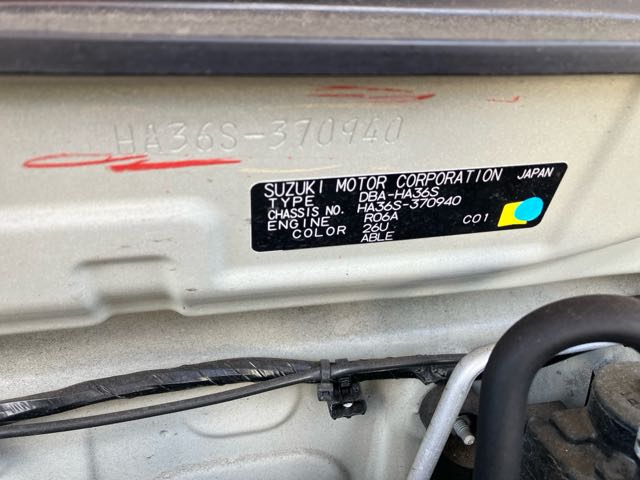 HA36S-370940
SUZUKI MOTOR CORPORATION JAPAN
TYPE DBA-HA36S
CHASSIS NO. HA36S-370940
ENGINE R06A C01
COLOR 26U
ABLE